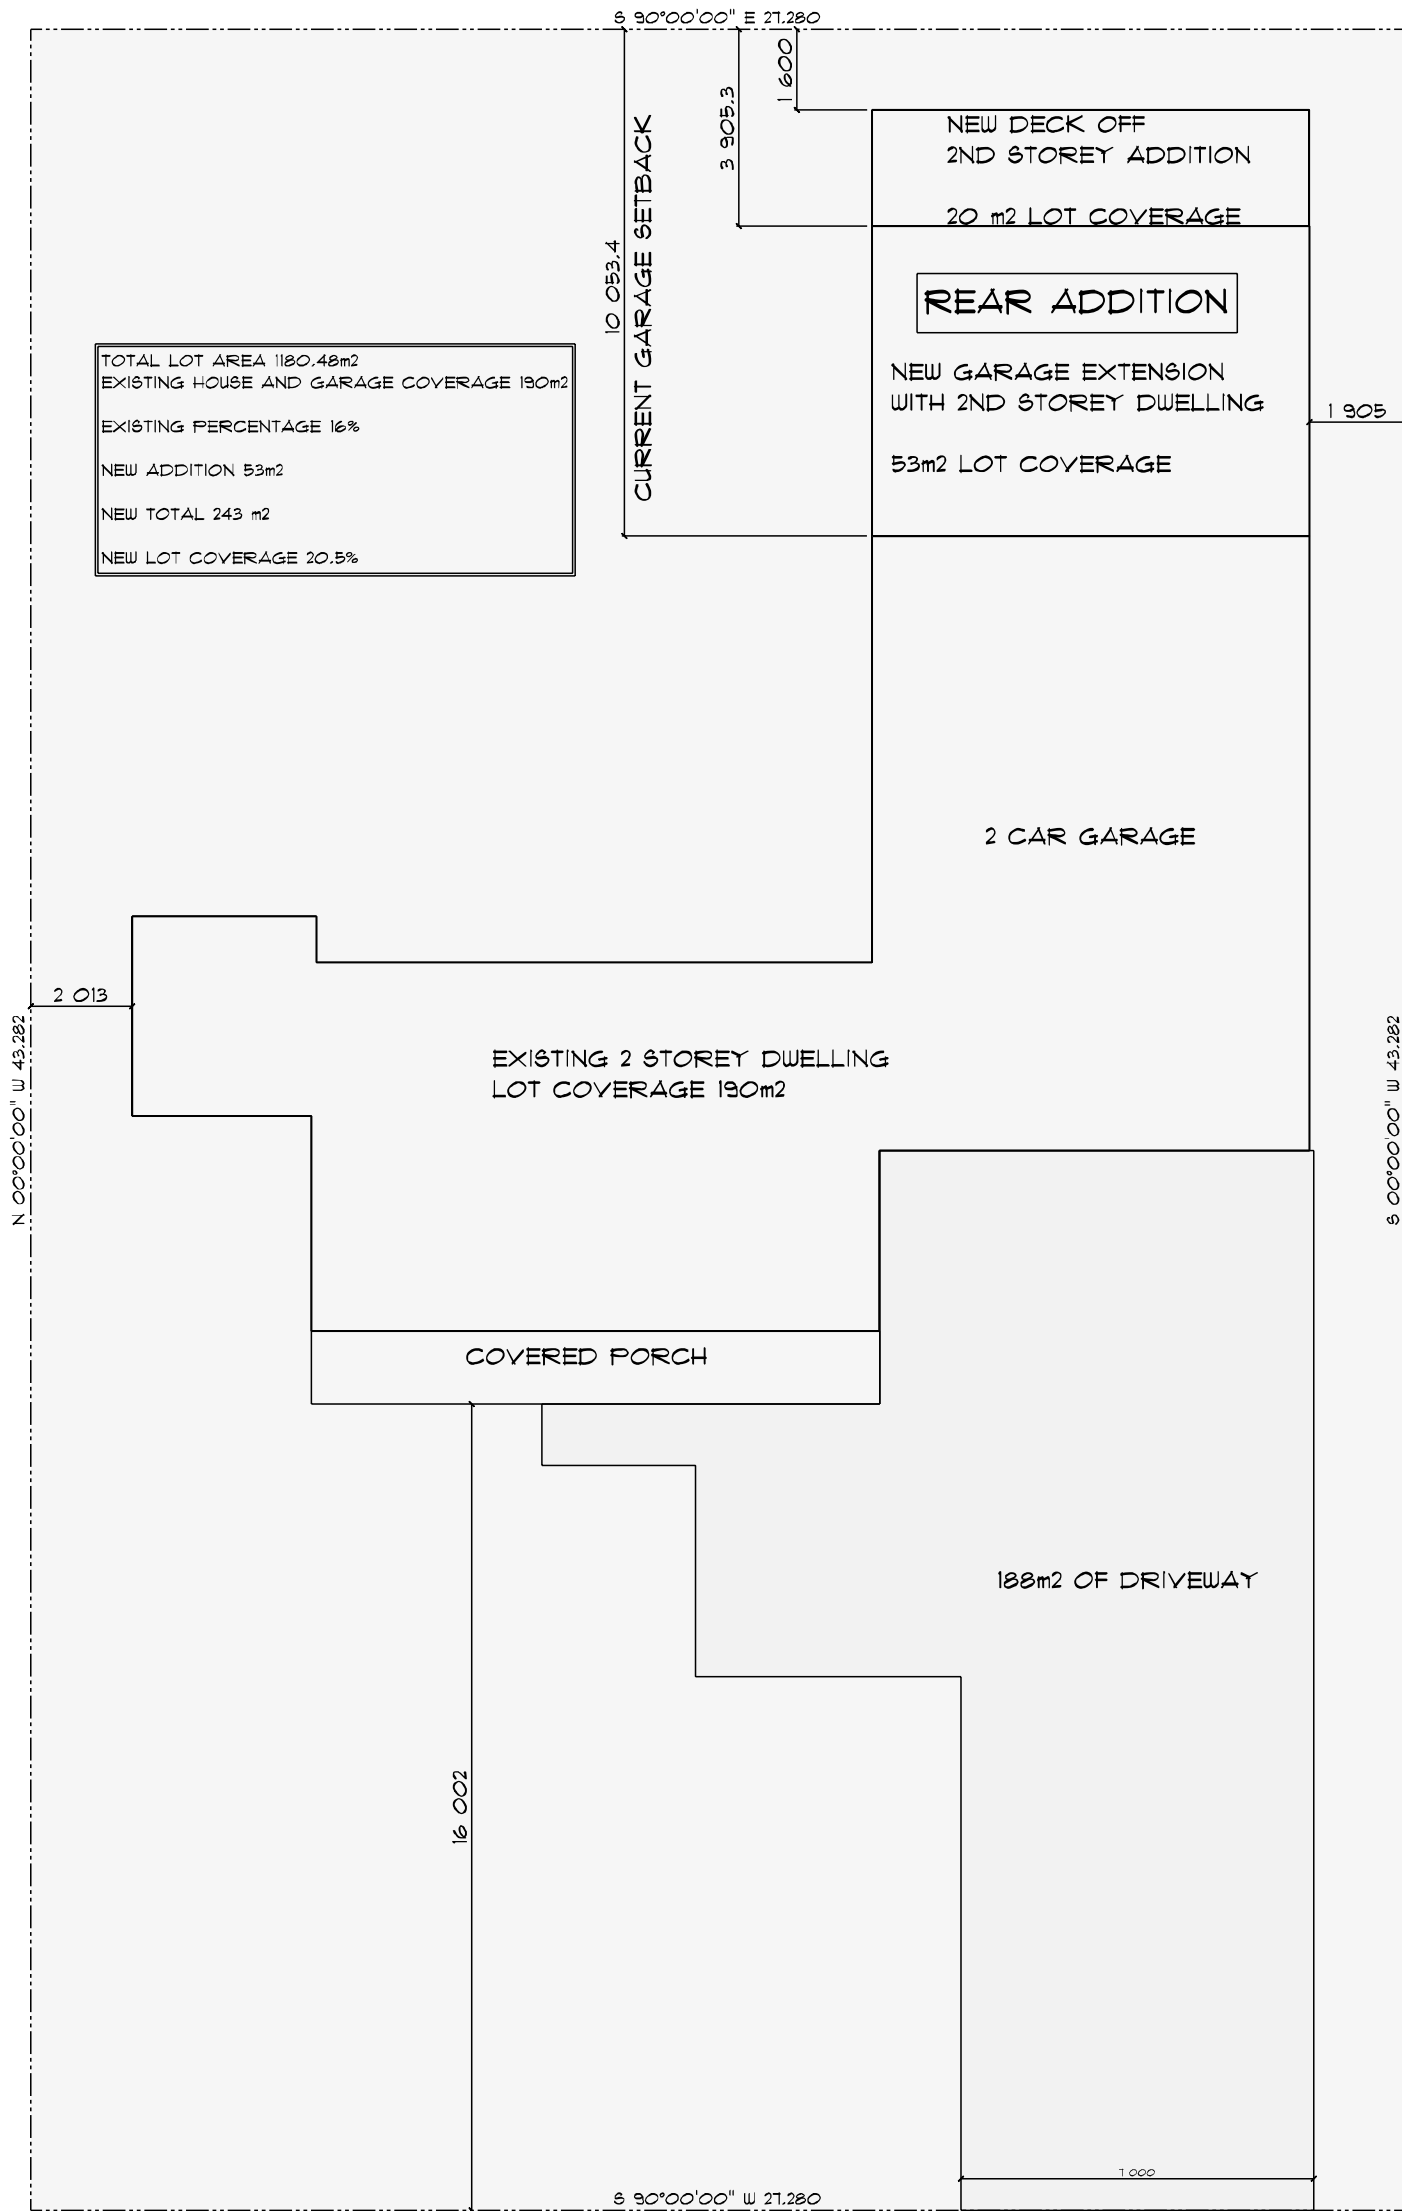 S 90°00'00" E 27.280
1 600
3 905.3
10 053.4
CURRENT GARAGE SETBACK
NEW DECK OFF
2ND STOREY ADDITION
20 m2 LOT COVERAGE
REAR ADDITION
NEW GARAGE EXTENSION
WITH 2ND STOREY DWELLING
53m2 LOT COVERAGE
1 905
TOTAL LOT AREA 1180.48m2
EXISTING HOUSE AND GARAGE COVERAGE 190m2
EXISTING PERCENTAGE 16%
NEW ADDITION 53m2
NEW TOTAL 243 m2
NEW LOT COVERAGE 20.5%
2 CAR GARAGE
2 013
N 00°00'00" W 43.282
EXISTING 2 STOREY DWELLING
LOT COVERAGE 190m2
S 00°00'00" W 43.282
COVERED PORCH
188m2 OF DRIVEWAY
16 002
7 000
S 90°00'00" W 27.280